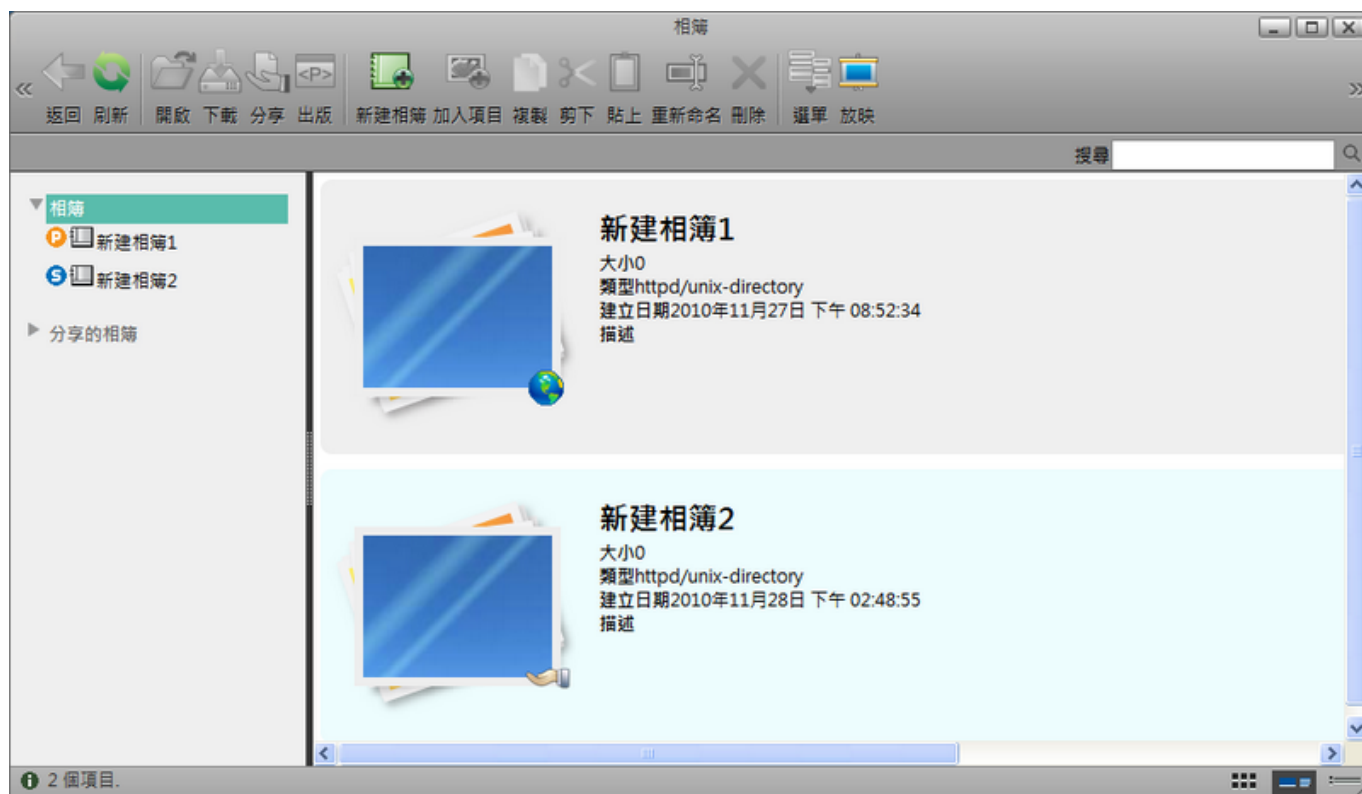 相簿
<P>
返回 刷新 開啟 下載 分享 出版 新建相簿 加入項目 複製 剪下 貼上 重新命名 刪除 選單 放映
搜尋
相簿
P 新建相簿1
S 新建相簿2
分享的相簿
新建相簿1
大小0
類型httpd/unix-directory
建立日期2010年11月27日 下午 08:52:34
描述
新建相簿2
大小0
類型httpd/unix-directory
建立日期2010年11月28日 下午 02:48:55
描述
2 個項目.